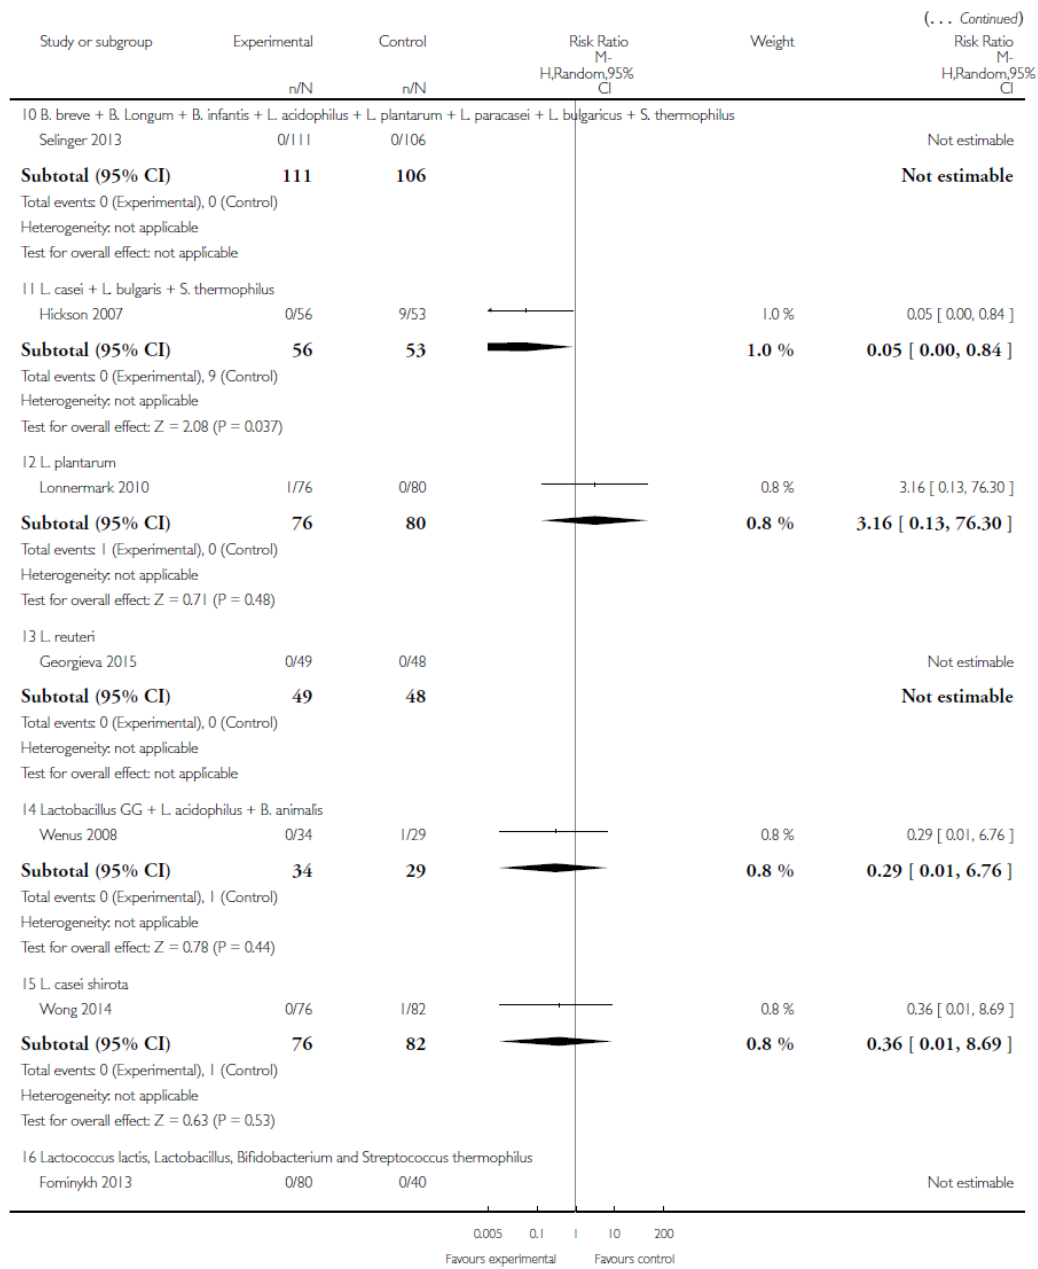 (... Continued)
Study or subgroup Experimental Control Risk Ratio Weight Risk Ratio
M- M-
H,Random,95% H,Random,95%
n/N n/N CI CI
10 B. breve + B. Longum + B. infantis + L. acidophilus + L. plantarum + L. paracasei + L. bulgaricus + S. thermophilus
Selinger 2013 0/111 0/106 Not estimable
Subtotal (95% CI) 111 106 Not estimable
Total events: 0 (Experimental), 0 (Control)
Heterogeneity: not applicable
Test for overall effect: not applicable
11 L. casei + L. bulgaris + S. thermophilus
Hickson 2007 0/56 9/53 1.0 % 0.05 [ 0.00, 0.84 ]
Subtotal (95% CI) 56 53 1.0 % 0.05 [ 0.00, 0.84 ]
Total events: 0 (Experimental), 9 (Control)
Heterogeneity: not applicable
Test for overall effect: Z = 2.08 (P = 0.037)
12 L. plantarum
Lonnermark 2010 1/76 0/80 0.8 % 3.16 [ 0.13, 76.30 ]
Subtotal (95% CI) 76 80 0.8 % 3.16 [ 0.13, 76.30 ]
Total events: 1 (Experimental), 0 (Control)
Heterogeneity: not applicable
Test for overall effect: Z = 0.71 (P = 0.48)
13 L. reuteri
Georgieva 2015 0/49 0/48 Not estimable
Subtotal (95% CI) 49 48 Not estimable
Total events: 0 (Experimental), 0 (Control)
Heterogeneity: not applicable
Test for overall effect: not applicable
14 Lactobacillus GG + L. acidophilus + B. animalis
Wenus 2008 0/34 1/29 0.8 % 0.29 [ 0.01, 6.76 ]
Subtotal (95% CI) 34 29 0.8 % 0.29 [ 0.01, 6.76 ]
Total events: 0 (Experimental), 1 (Control)
Heterogeneity: not applicable
Test for overall effect: Z = 0.78 (P = 0.44)
15 L. casei shirota
Wong 2014 0/76 1/82 0.8 % 0.36 [ 0.01, 8.69 ]
Subtotal (95% CI) 76 82 0.8 % 0.36 [ 0.01, 8.69 ]
Total events: 0 (Experimental), 1 (Control)
Heterogeneity: not applicable
Test for overall effect: Z = 0.63 (P = 0.53)
16 Lactococcus lactis, Lactobacillus, Bifidobacterium and Streptococcus thermophilus
Fominykh 2013 0/80 0/40 Not estimable
0.005 0.1 1 10 200
Favours experimental Favours control